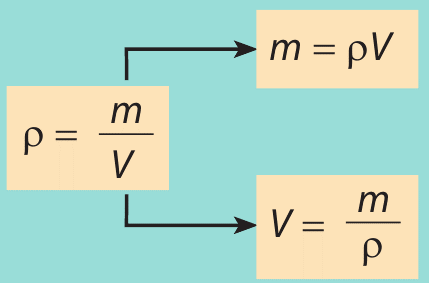 ρ = m/V
m = ρV
V = m/ρ